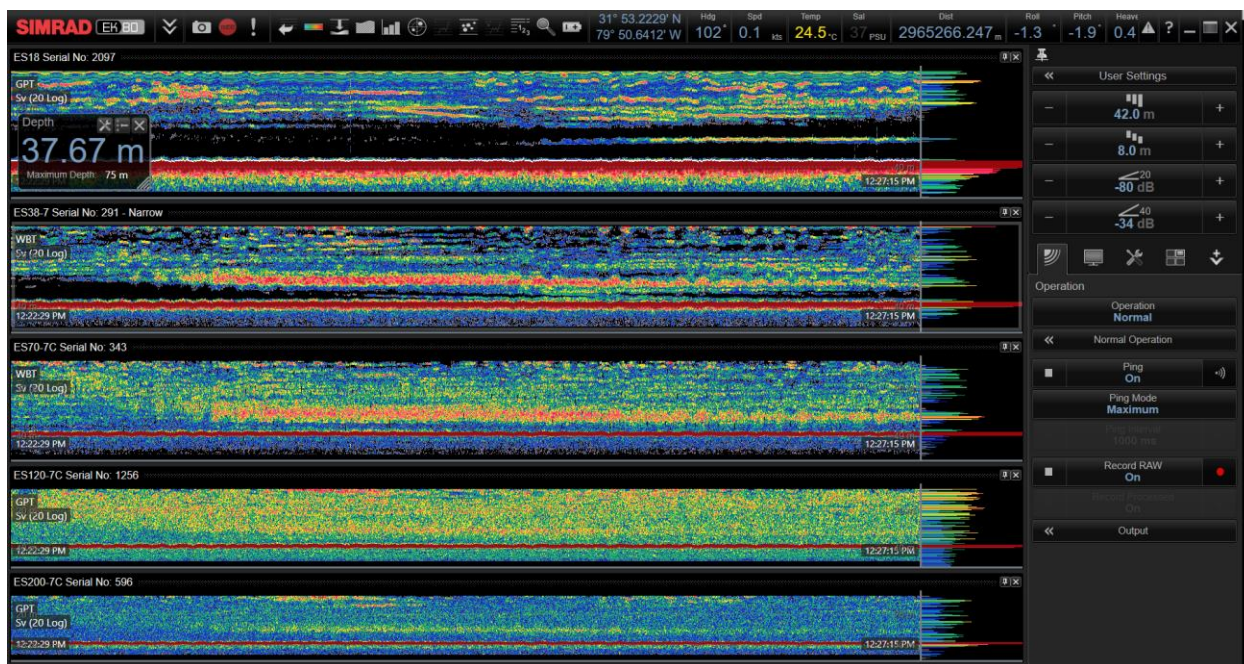 SIMRAD EK80
31° 53.2229' N
79° 50.6412' W
Hdg
102°
Spd
0.1 kts
Temp
24.5 °C
Sal
37 PSU
Dist
2965266.247 m
Roll
-1.3 °
Pitch
-1.9 °
Heave
0.4
ES18 Serial No: 2097
GPT
Sv (20 Log)
Depth
37.67 m
Maximum Depth: 75 m
12:22:29 PM
12:27:15 PM
ES38-7 Serial No: 291 - Narrow
WBT
Sv (20 Log)
12:22:29 PM
12:27:15 PM
ES70-7C Serial No: 343
WBT
Sv (20 Log)
12:22:29 PM
12:27:15 PM
ES120-7C Serial No: 1256
GPT
Sv (20 Log)
12:22:29 PM
12:27:15 PM
ES200-7C Serial No: 596
GPT
Sv (20 Log)
12:22:29 PM
12:27:15 PM
User Settings
42.0 m
8.0 m
20
-80 dB
40
-34 dB
Operation
Operation
Normal
Normal Operation
Ping
On
Ping Mode
Maximum
Ping Interval
1000 ms
Record RAW
On
Record Processed
On
Output